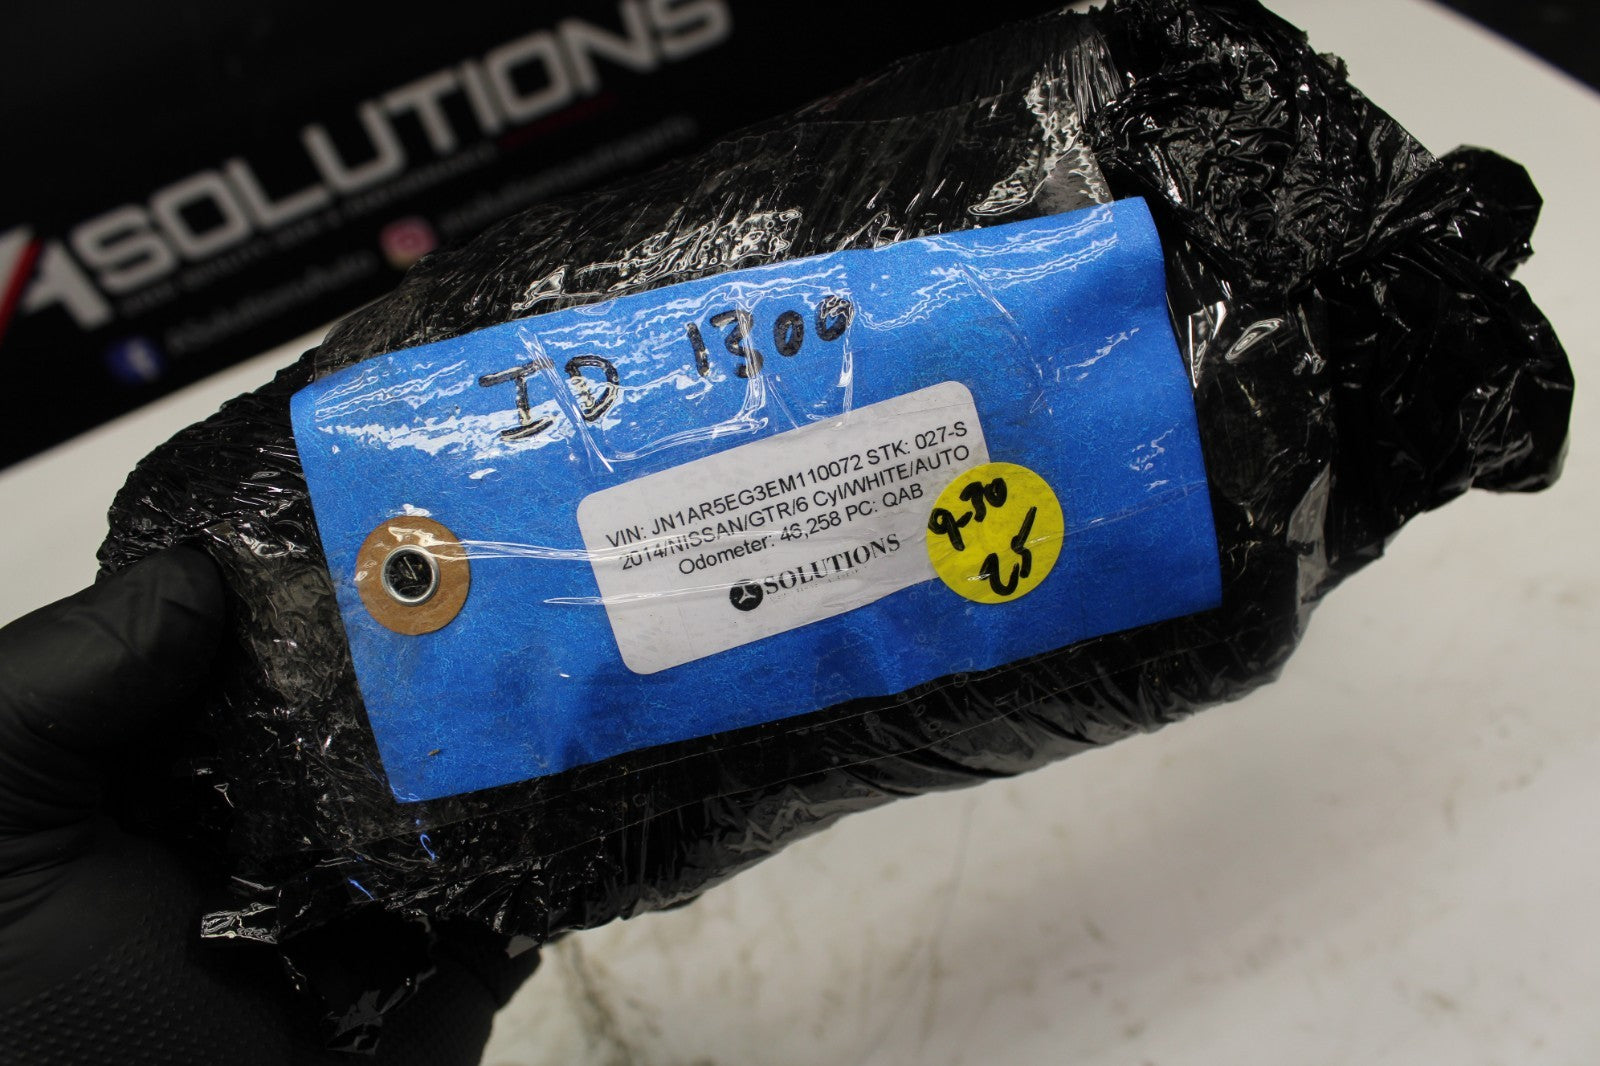 SOLUTIONS
ID 1300
VIN: JN1AR5EG3EM110072 STK: 027-S
2014/NISSAN/GTR/6 Cyl/WHITE/AUTO
Odometer: 46,258 PC: QAB
SOLUTIONS
9-30
25